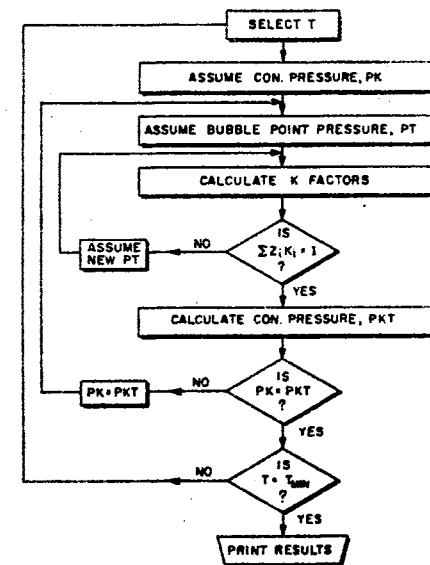 SELECT T
ASSUME CON. PRESSURE, PK
ASSUME BUBBLE POINT PRESSURE, PT
CALCULATE K FACTORS
IS
∑ZiKi = 1
?
NO
ASSUME
NEW PT
YES
CALCULATE CON. PRESSURE, PKT
IS
PK = PKT
?
NO
PK = PKT
YES
IS
T = TMIN
?
NO
YES
PRINT RESULTS